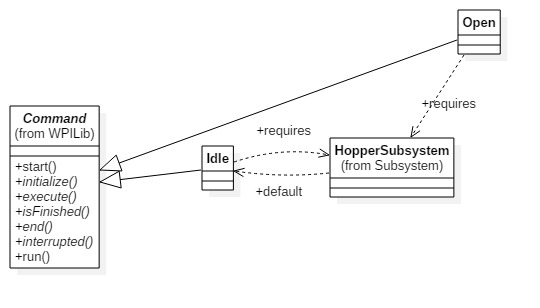 Open
+requires
Command
(from WPILib)
+start()
+initialize()
+execute()
+isFinished()
+end()
+interrupted()
+run()
Idle
+requires
+default
HopperSubsystem
(from Subsystem)